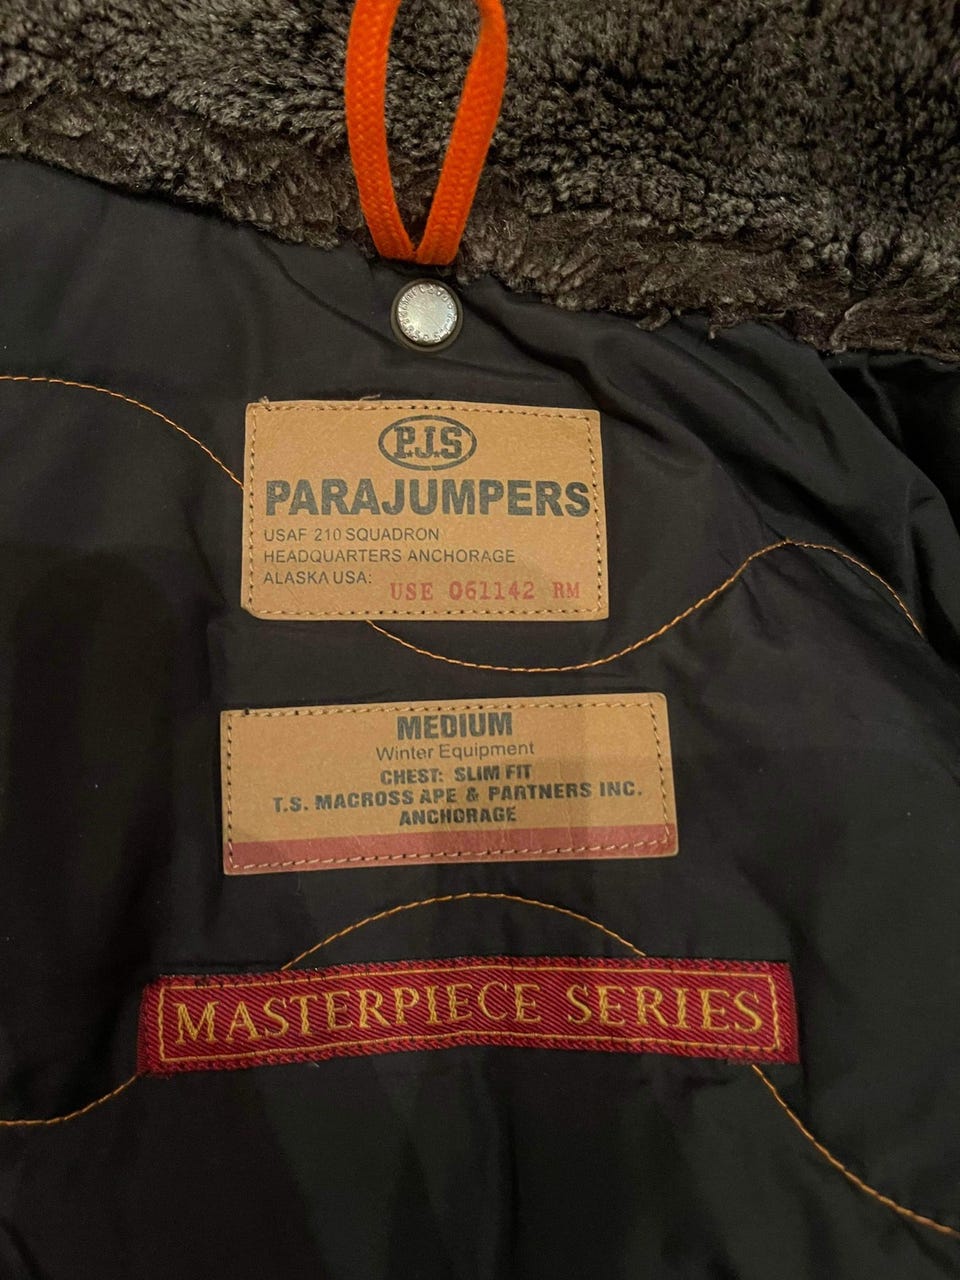 P.J.S
PARAJUMPERS
USAF 210 SQUADRON
HEADQUARTERS ANCHORAGE
ALASKA USA: USE 061142 RM
MEDIUM
Winter Equipment
CHEST: SLIM FIT
T.S. MACROSS APE & PARTNERS INC.
ANCHORAGE
MASTERPIECE SERIES